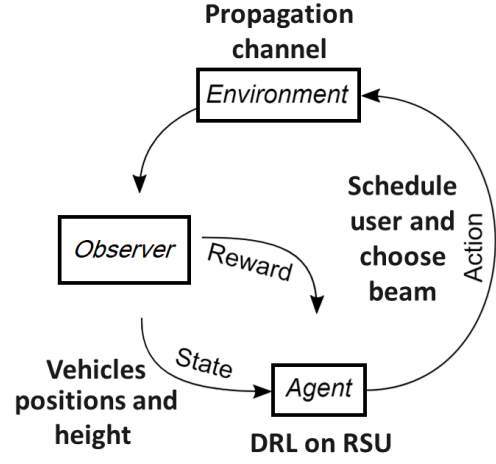 Propagation
channel
Environment
Schedule
user and
choose
beam
Action
Observer
Reward
State
Vehicles
positions and
height
Agent
DRL on RSU